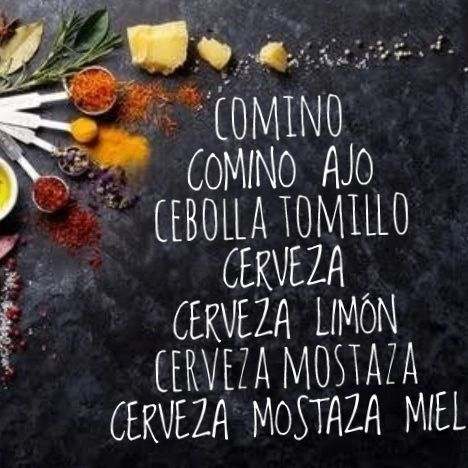 COMINO
COMINO AJO
CEBOLLA TOMILLO
CERVEZA
CERVEZA LIMÓN
CERVEZA MOSTAZA
CERVEZA MOSTAZA MIEL